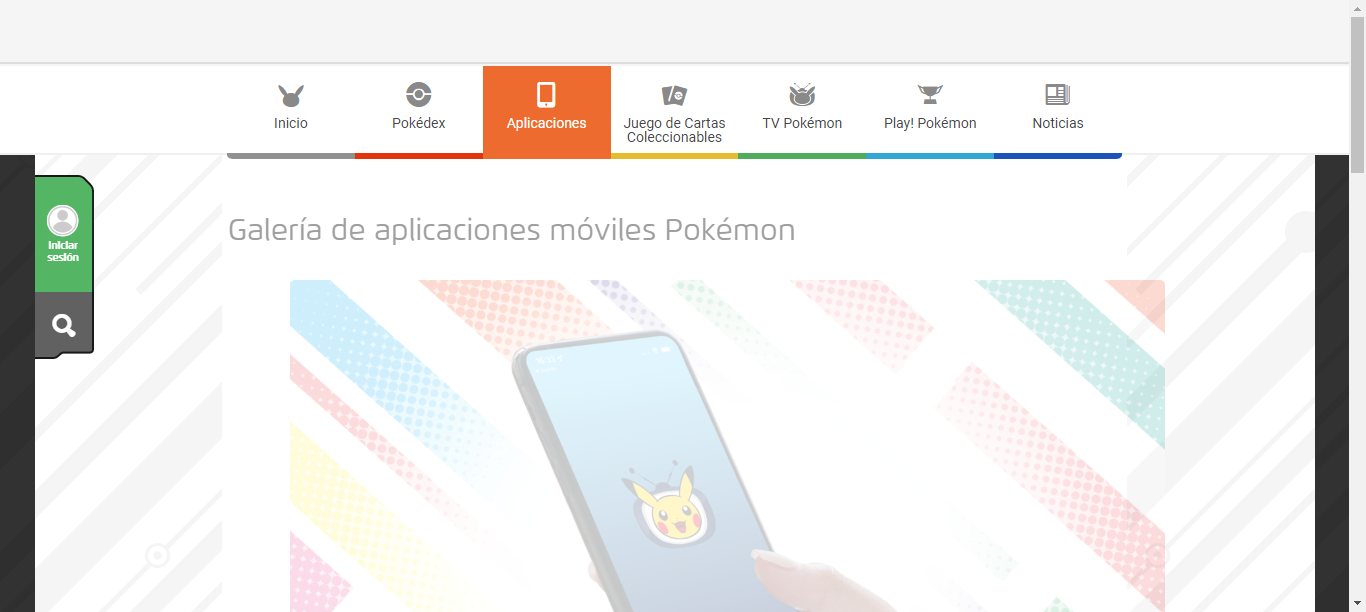 Inicio
Pokédex
Aplicaciones
Juego de Cartas
Coleccionables
TV Pokémon
Play! Pokémon
Noticias
Iniciar
sesión
Galería de aplicaciones móviles Pokémon